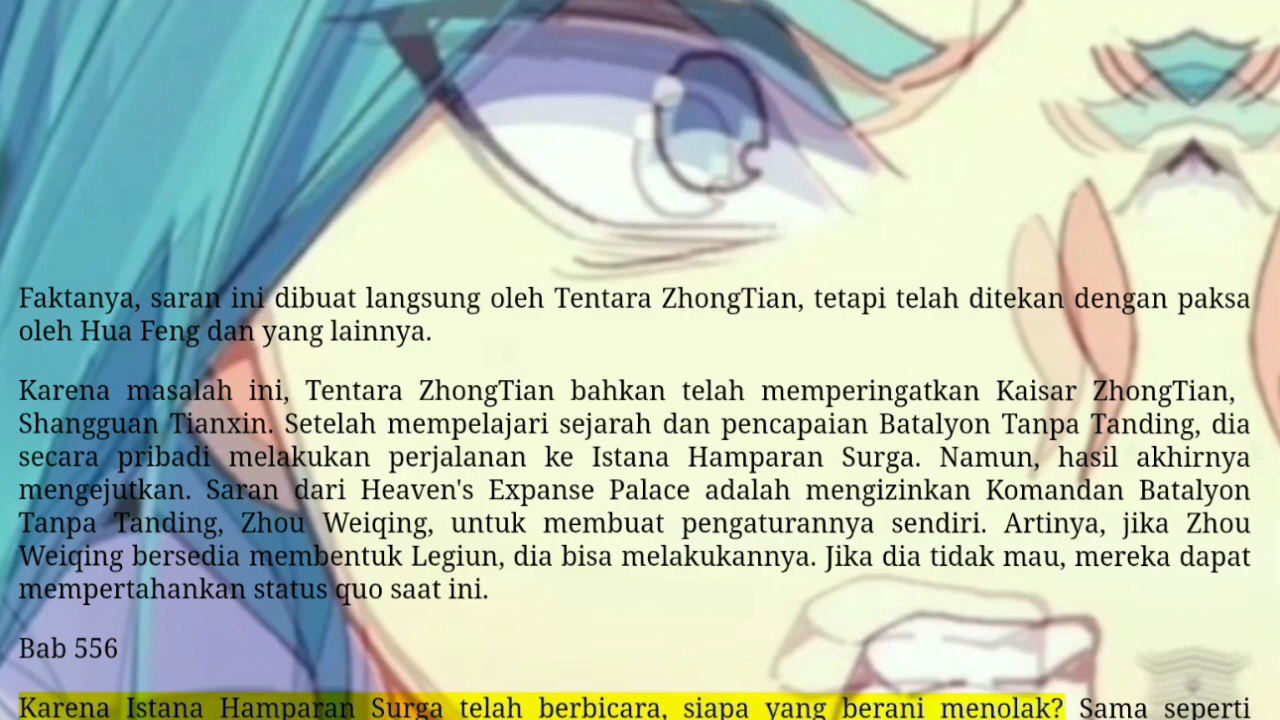 Faktanya, saran ini dibuat langsung oleh Tentara ZhongTian, tetapi telah ditekan dengan paksa
oleh Hua Feng dan yang lainnya.
Karena masalah ini, Tentara ZhongTian bahkan telah memperingatkan Kaisar ZhongTian,
Shangguan Tianxin. Setelah mempelajari sejarah dan pencapaian Batalyon Tanpa Tanding, dia
secara pribadi melakukan perjalanan ke Istana Hamparan Surga. Namun, hasil akhirnya
mengejutkan. Saran dari Heaven's Expanse Palace adalah mengizinkan Komandan Batalyon
Tanpa Tanding, Zhou Weiqing, untuk membuat pengaturannya sendiri. Artinya, jika Zhou
Weiqing bersedia membentuk Legiun, dia bisa melakukannya. Jika dia tidak mau, mereka dapat
mempertahankan status quo saat ini.
Bab 556
Karena Istana Hamparan Surga telah berbicara, siapa yang berani menolak? Sama seperti